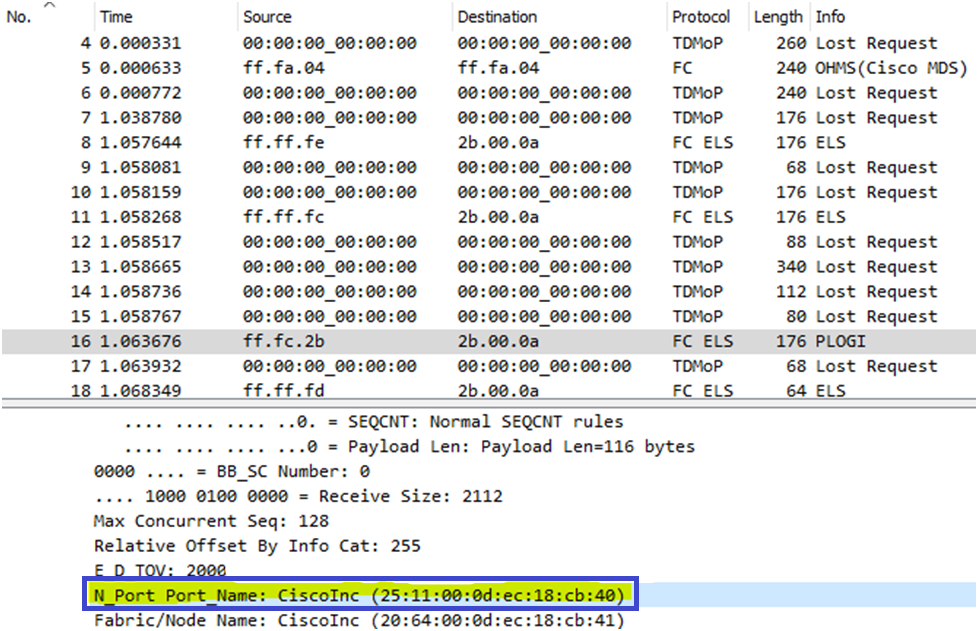 No. Time Source Destination Protocol Length Info
4 0.000331 00:00:00_00:00:00 00:00:00_00:00:00 TDMoP 260 Lost Request
5 0.000633 ff.fa.04 ff.fa.04 FC 240 OHMS(Cisco MDS)
6 0.000772 00:00:00_00:00:00 00:00:00_00:00:00 TDMoP 240 Lost Request
7 1.038780 00:00:00_00:00:00 00:00:00_00:00:00 TDMoP 176 Lost Request
8 1.057644 ff.ff.fe 2b.00.0a FC ELS 176 ELS
9 1.058081 00:00:00_00:00:00 00:00:00_00:00:00 TDMoP 68 Lost Request
10 1.058159 00:00:00_00:00:00 00:00:00_00:00:00 TDMoP 176 Lost Request
11 1.058268 ff.ff.fc 2b.00.0a FC ELS 176 ELS
12 1.058517 00:00:00_00:00:00 00:00:00_00:00:00 TDMoP 88 Lost Request
13 1.058665 00:00:00_00:00:00 00:00:00_00:00:00 TDMoP 340 Lost Request
14 1.058736 00:00:00_00:00:00 00:00:00_00:00:00 TDMoP 112 Lost Request
15 1.058767 00:00:00_00:00:00 00:00:00_00:00:00 TDMoP 80 Lost Request
16 1.063676 ff.fc.2b 2b.00.0a FC ELS 176 PLOGI
17 1.063932 00:00:00_00:00:00 00:00:00_00:00:00 TDMoP 68 Lost Request
18 1.068349 ff.ff.fd 2b.00.0a FC ELS 64 ELS
.... .... .... ..0. = SEQCNT: Normal SEQCNT rules
.... .... .... ...0 = Payload Len: Payload Len=116 bytes
0000 .... = BB_SC Number: 0
.... 1000 0100 0000 = Receive Size: 2112
Max Concurrent Seq: 128
Relative Offset By Info Cat: 255
E_D_TOV: 2000
N_Port Port_Name: CiscoInc (25:11:00:0d:ec:18:cb:40)
Fabric/Node Name: CiscoInc (20:64:00:0d:ec:18:cb:41)